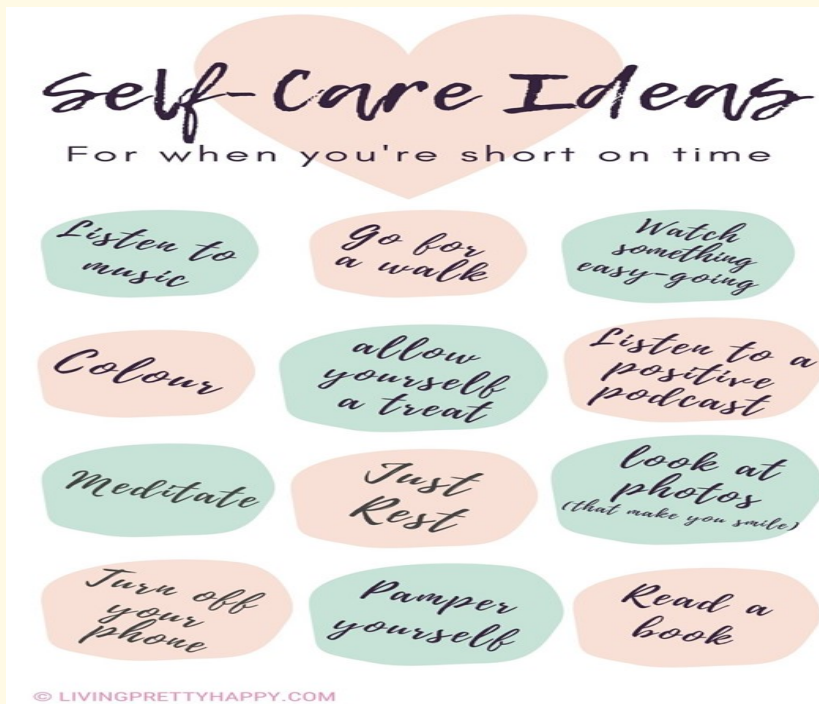 Self-Care Ideas
For when you're short on time
Listen to
music
Go for
a walk
Watch
something
easy-going
Colour
allow
yourself
a treat
Listen to a
positive
podcast
Meditate
Just
Rest
look at
photos
(that make you smile)
Turn off
your
phone
Pamper
yourself
Read a
book
© LIVINGPRETTYHAPPY.COM